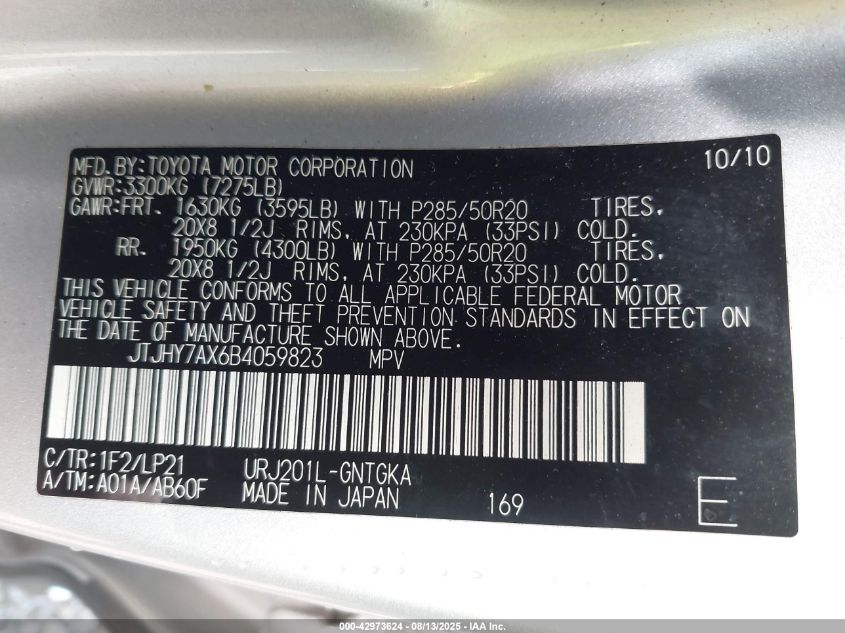 MFD. BY: TOYOTA MOTOR CORPORATION 10/10
GVWR: 3300KG (7275LB)
GAWR: FRT. 1630KG (3595LB) WITH P285/50R20 TIRES,
20X8 1/2J RIMS, AT 230KPA (33PSI) COLD.
RR. 1950KG (4300LB) WITH P285/50R20 TIRES,
20X8 1/2J RIMS, AT 230KPA (33PSI) COLD.
THIS VEHICLE CONFORMS TO ALL APPLICABLE FEDERAL MOTOR
VEHICLE SAFETY AND THEFT PREVENTION STANDARDS IN EFFECT ON
THE DATE OF MANUFACTURE SHOWN ABOVE.
JTJHY7AX6B4059823 MPV
C/TR: 1F2/LP21 URJ201L-GNTGKA
A/TM: A01A/AB60F MADE IN JAPAN 169 E
000-42973624 - 08/13/2025 - IAA Inc.